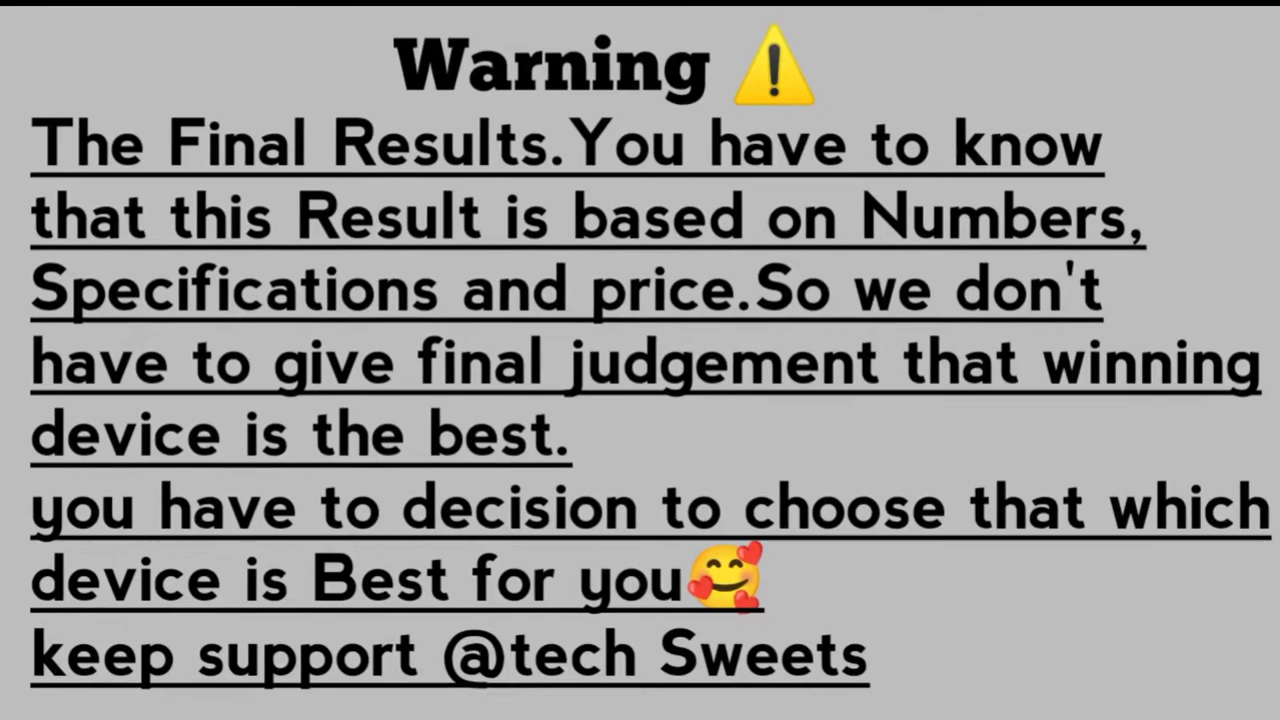 Warning ⚠️
The Final Results.You have to know
that this Result is based on Numbers,
Specifications and price.So we don't
have to give final judgement that winning
device is the best.
you have to decision to choose that which
device is Best for you🥰
keep support @tech Sweets